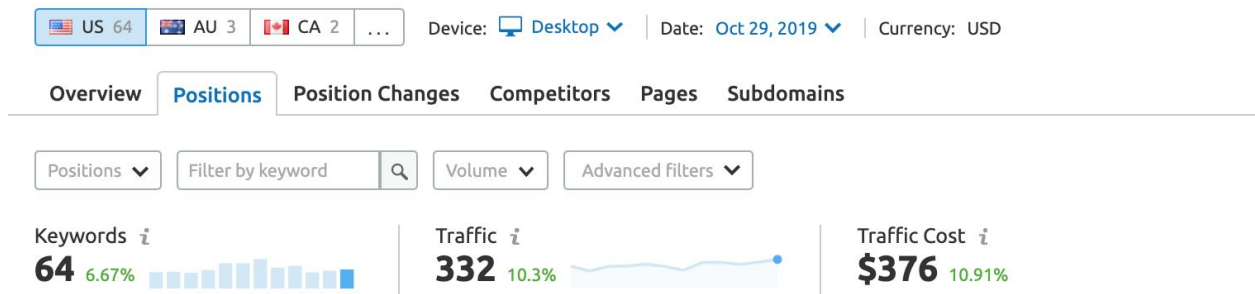 US 64 AU 3 CA 2 ... Device: Desktop Date: Oct 29, 2019 Currency: USD
Overview Positions Position Changes Competitors Pages Subdomains
Positions Filter by keyword Volume Advanced filters
Keywords i Traffic i Traffic Cost i
64 6.67% 332 10.3% $376 10.91%